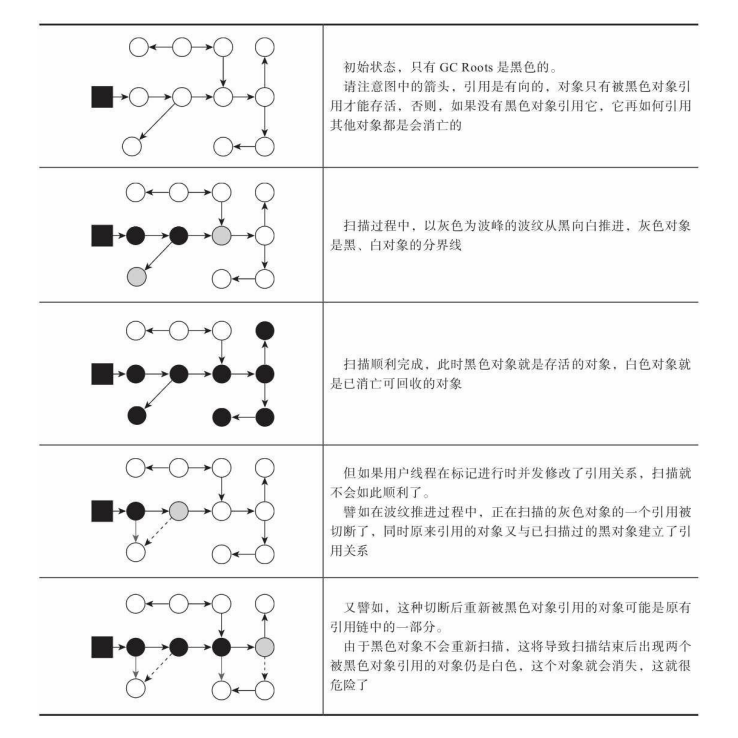 初始状态，只有 GC Roots 是黑色的。
请注意图中的箭头，引用是有向的，对象只有被黑色对象引
用才能存活，否则，如果没有黑色对象引用它，它再如何引用
其他对象都是会消亡的
扫描过程中，以灰色为波峰的波纹从黑向白推进，灰色对象
是黑、白对象的分界线
扫描顺利完成，此时黑色对象就是存活的对象，白色对象就
是已消亡可回收的对象
但如果用户线程在标记进行时并发修改了引用关系，扫描就
不会如此顺利了。
譬如在波纹推进过程中，正在扫描的灰色对象的一个引用被
切断了，同时原来引用的对象又与已扫描过的黑对象建立了引
用关系
又譬如，这种切断后重新被黑色对象引用的对象可能是原有
引用链中的一部分。
由于黑色对象不会重新扫描，这将导致扫描结束后出现两个
被黑色对象引用的对象仍是白色，这个对象就会消失，这就很
危险了